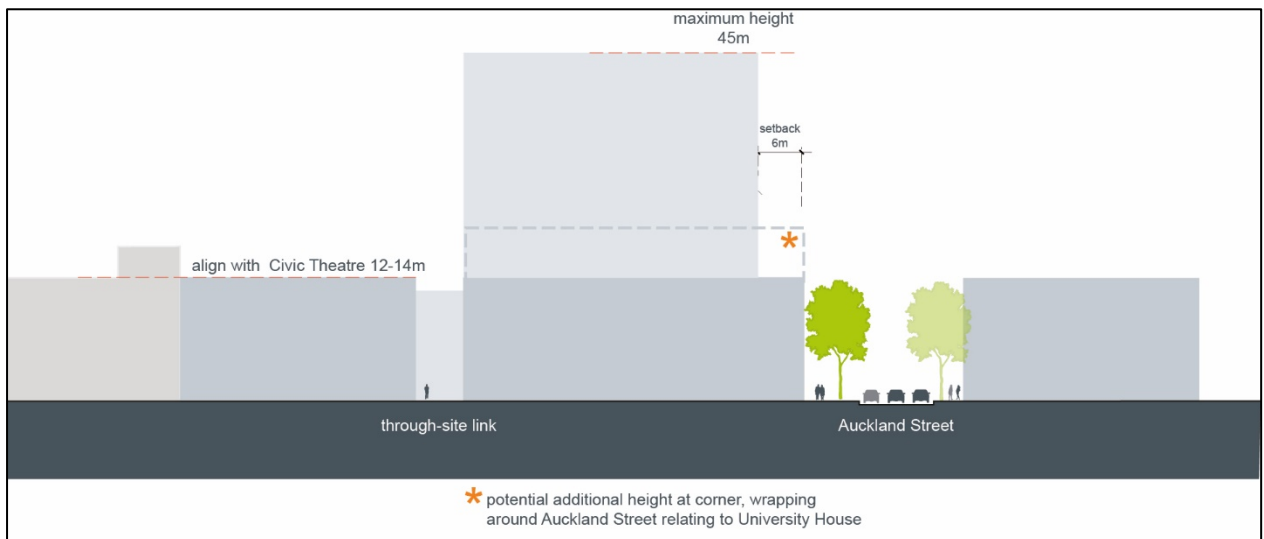 maximum height
45m
setback
6m
*
align with Civic Theatre 12-14m
through-site link
Auckland Street
* potential additional height at corner, wrapping
around Auckland Street relating to University House